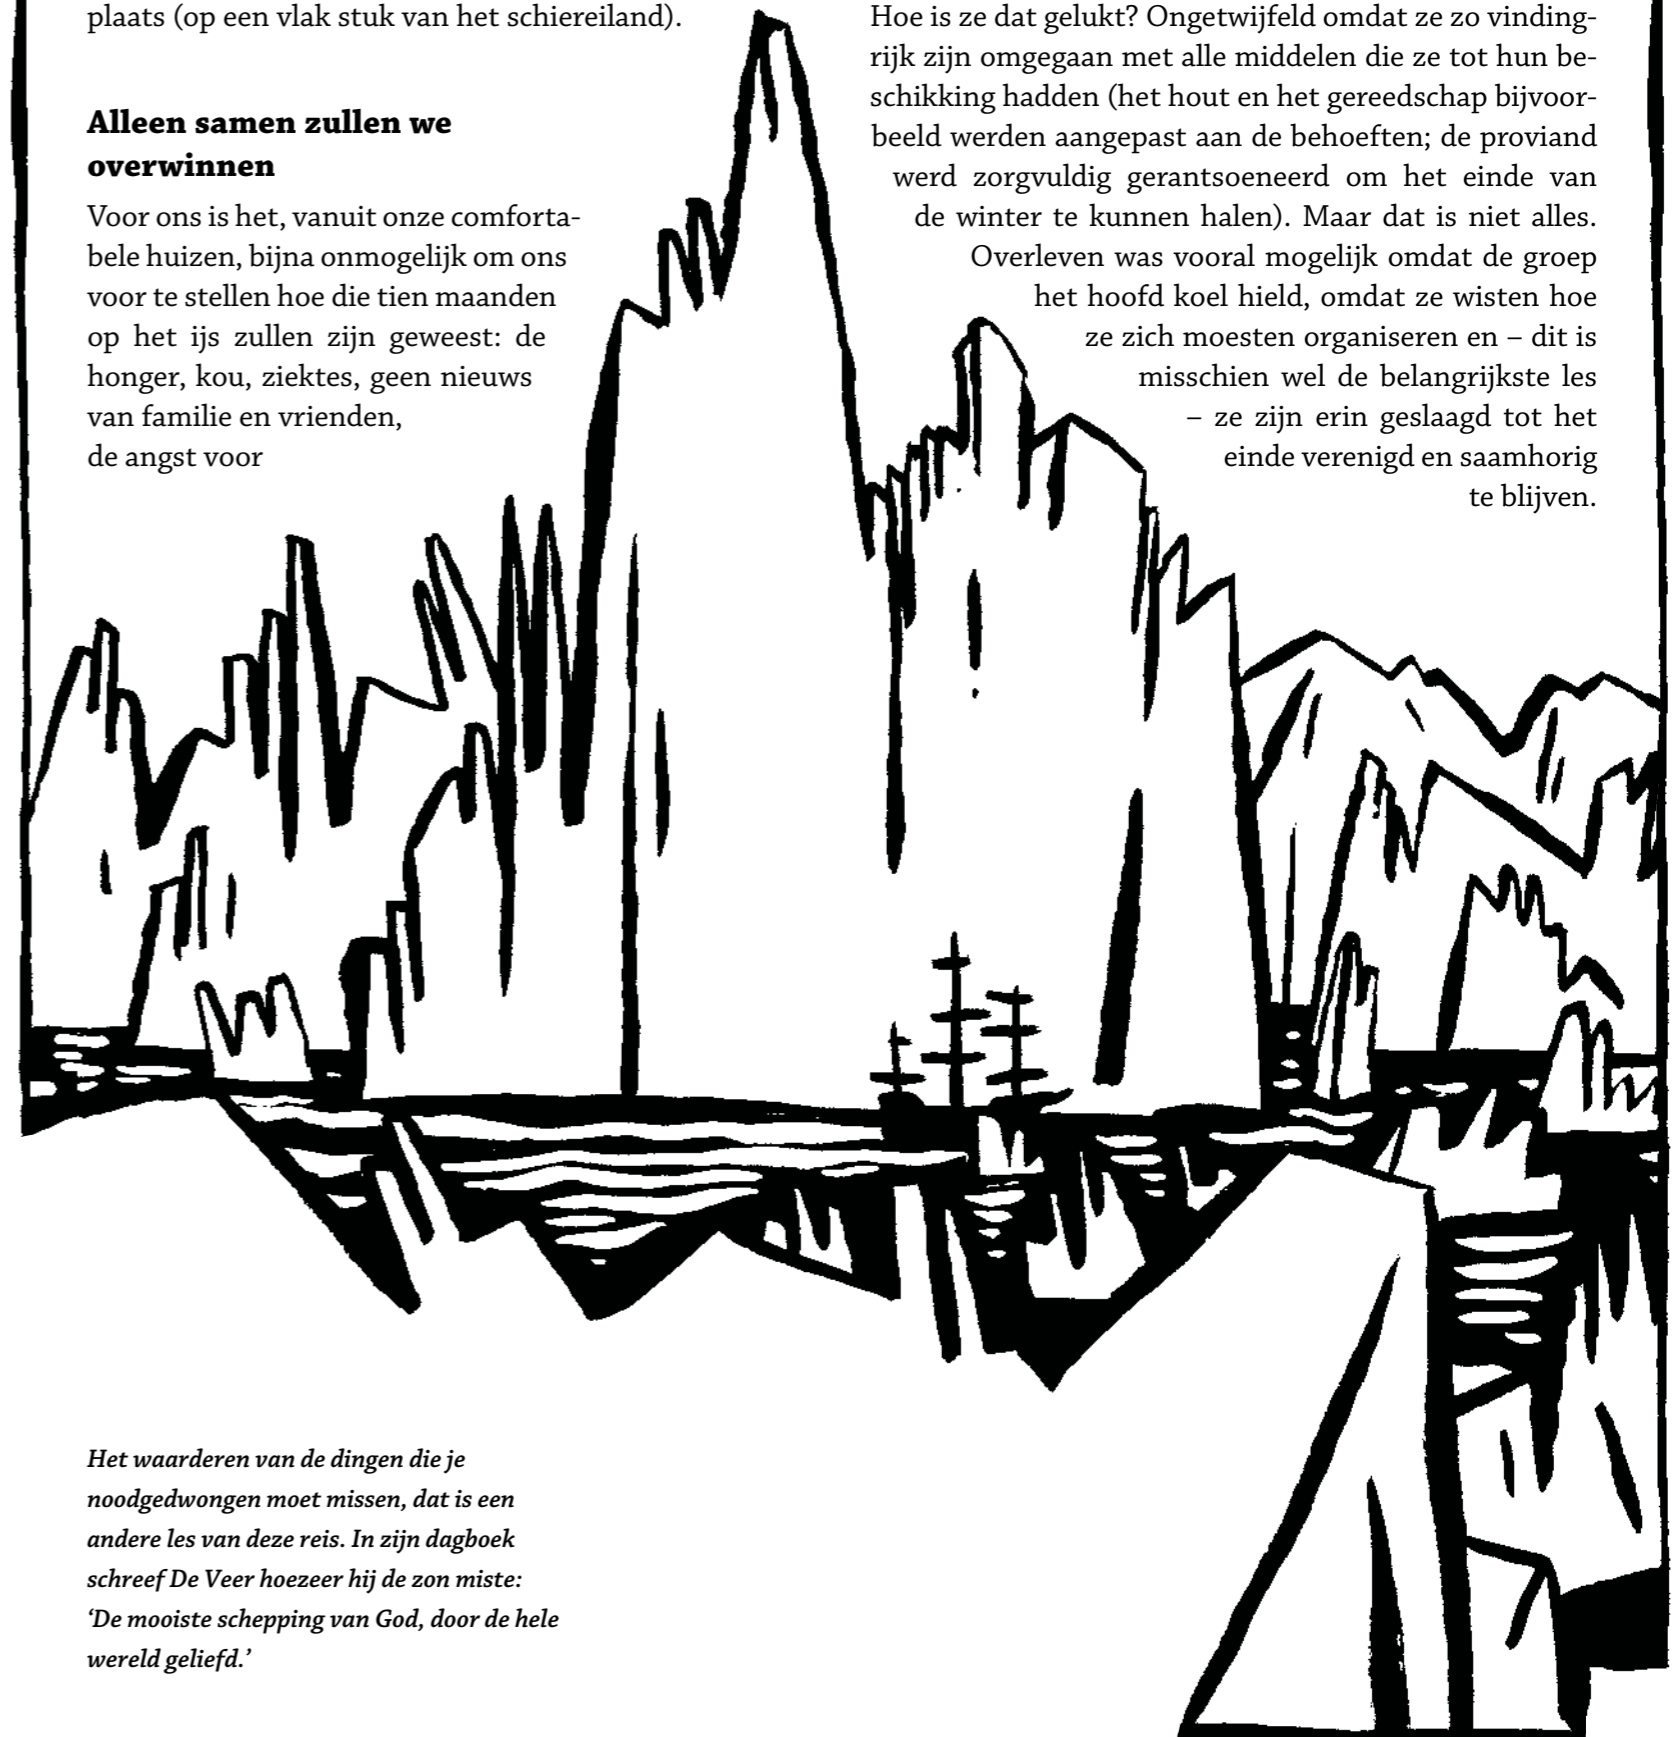 plaats (op een vlak stuk van het schiereiland).
Alleen samen zullen we
overwinnen
Voor ons is het, vanuit onze comforta-
bele huizen, bijna onmogelijk om ons
voor te stellen hoe die tien maanden
op het ijs zullen zijn geweest: de
honger, kou, ziektes, geen nieuws
van familie en vrienden,
de angst voor
Hoe is ze dat gelukt? Ongetwijfeld omdat ze zo vinding-
rijk zijn omgegaan met alle middelen die ze tot hun be-
schikking hadden (het hout en het gereedschap bijvoor-
beeld werden aangepast aan de behoeften; de proviand
werd zorgvuldig gerantsoeneerd om het einde van
de winter te kunnen halen). Maar dat is niet alles.
Overleven was vooral mogelijk omdat de groep
het hoofd koel hield, omdat ze wisten hoe
ze zich moesten organiseren en – dit is
misschien wel de belangrijkste les
– ze zijn erin geslaagd tot het
einde verenigd en saamhorig
te blijven.
Het waarderen van de dingen die je
noodgedwongen moet missen, dat is een
andere les van deze reis. In zijn dagboek
schreef De Veer hoezeer hij de zon miste:
‘De mooiste schepping van God, door de hele
wereld geliefd.’